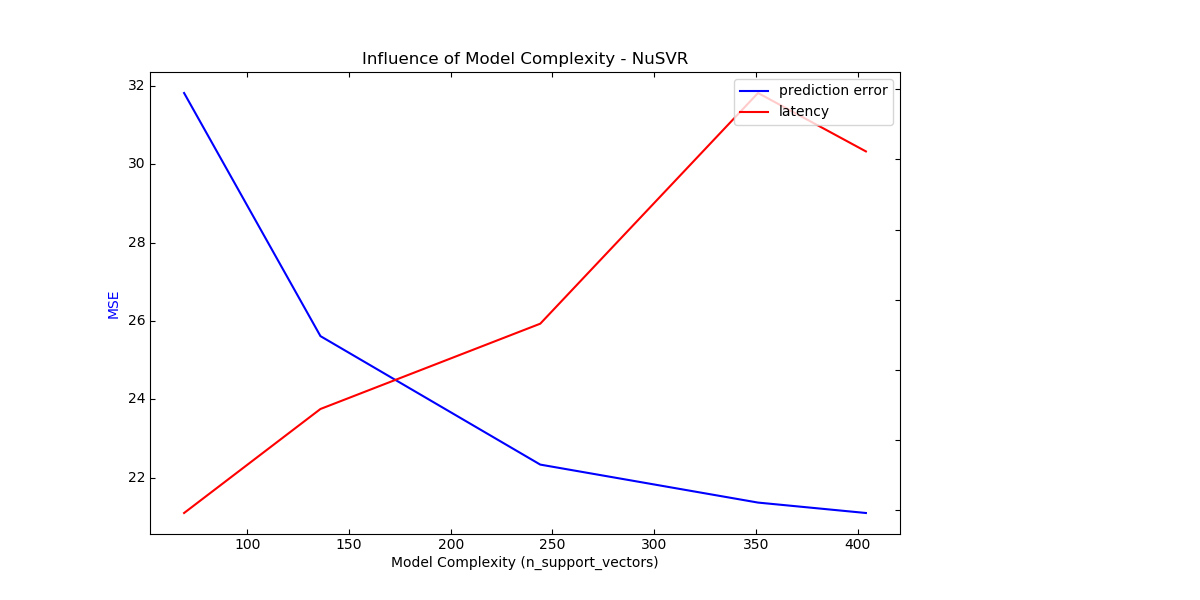 Influence of Model Complexity - NuSVR
prediction error
latency
32
30
28
26
24
22
MSE
100 150 200 250 300 350 400
Model Complexity (n_support_vectors)